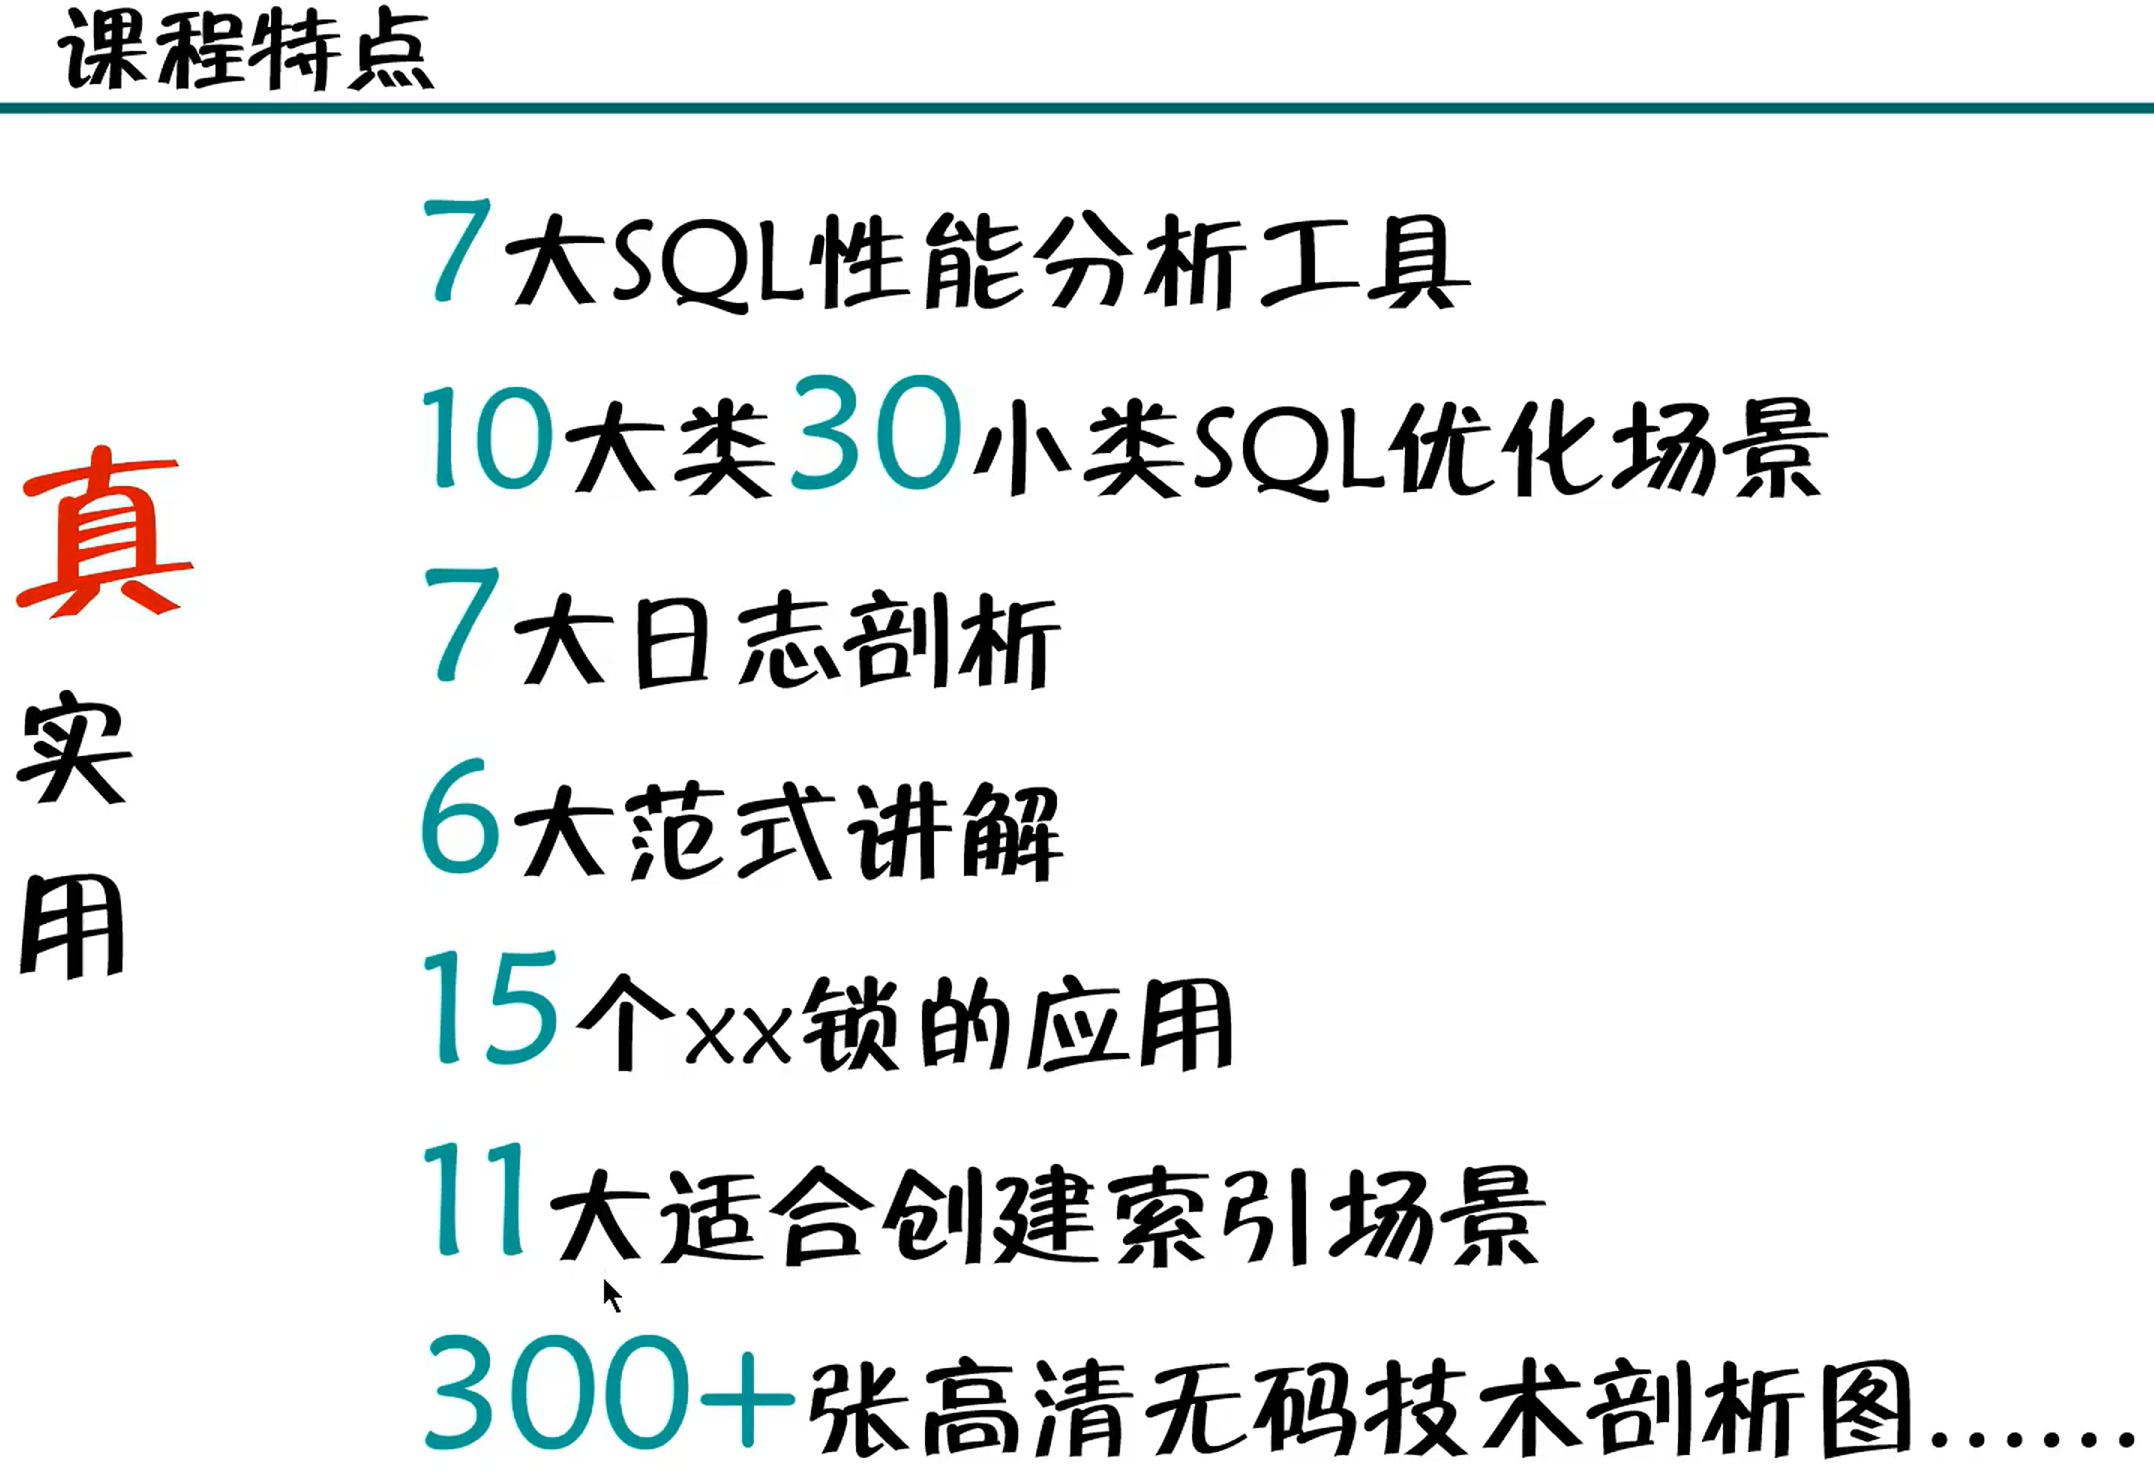 课程特点
真
实
用
7大SQL性能分析工具
10大类30小类SQL优化场景
7大日志剖析
6大范式讲解
15个xx锁的应用
11大适合创建索引场景
300+张高清无码技术剖析图......